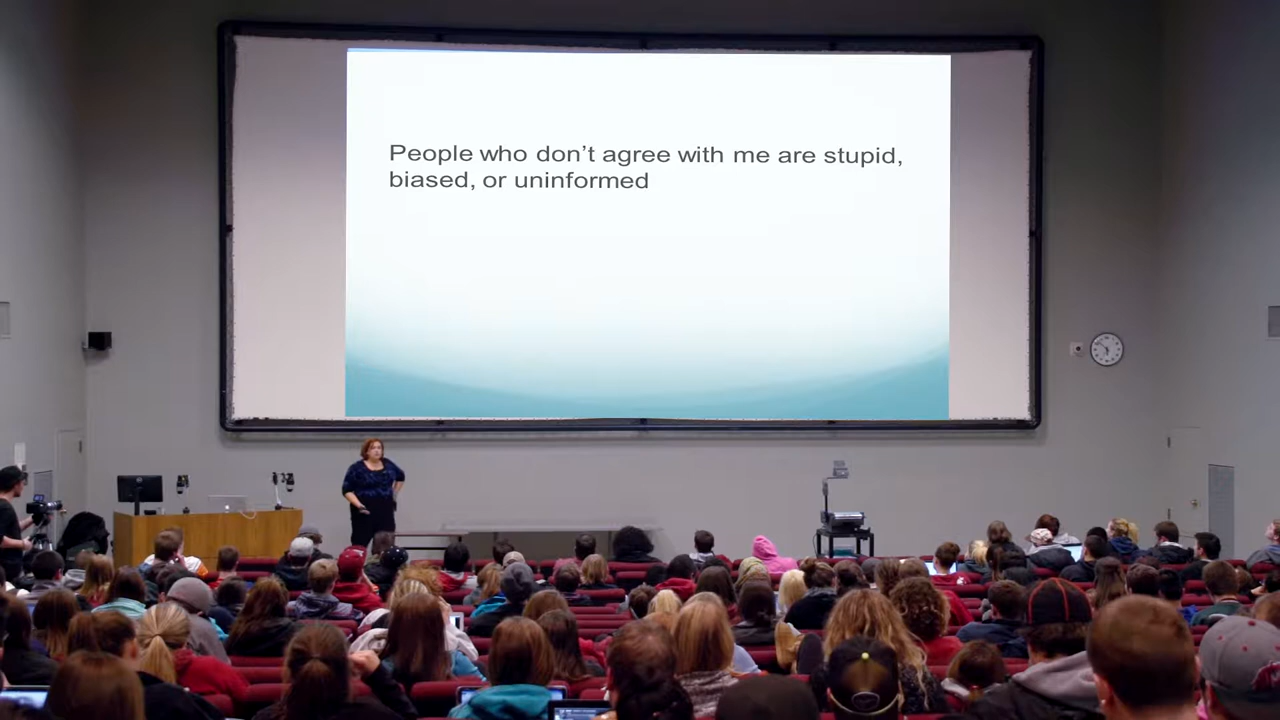 People who don’t agree with me are stupid,
biased, or uninformed